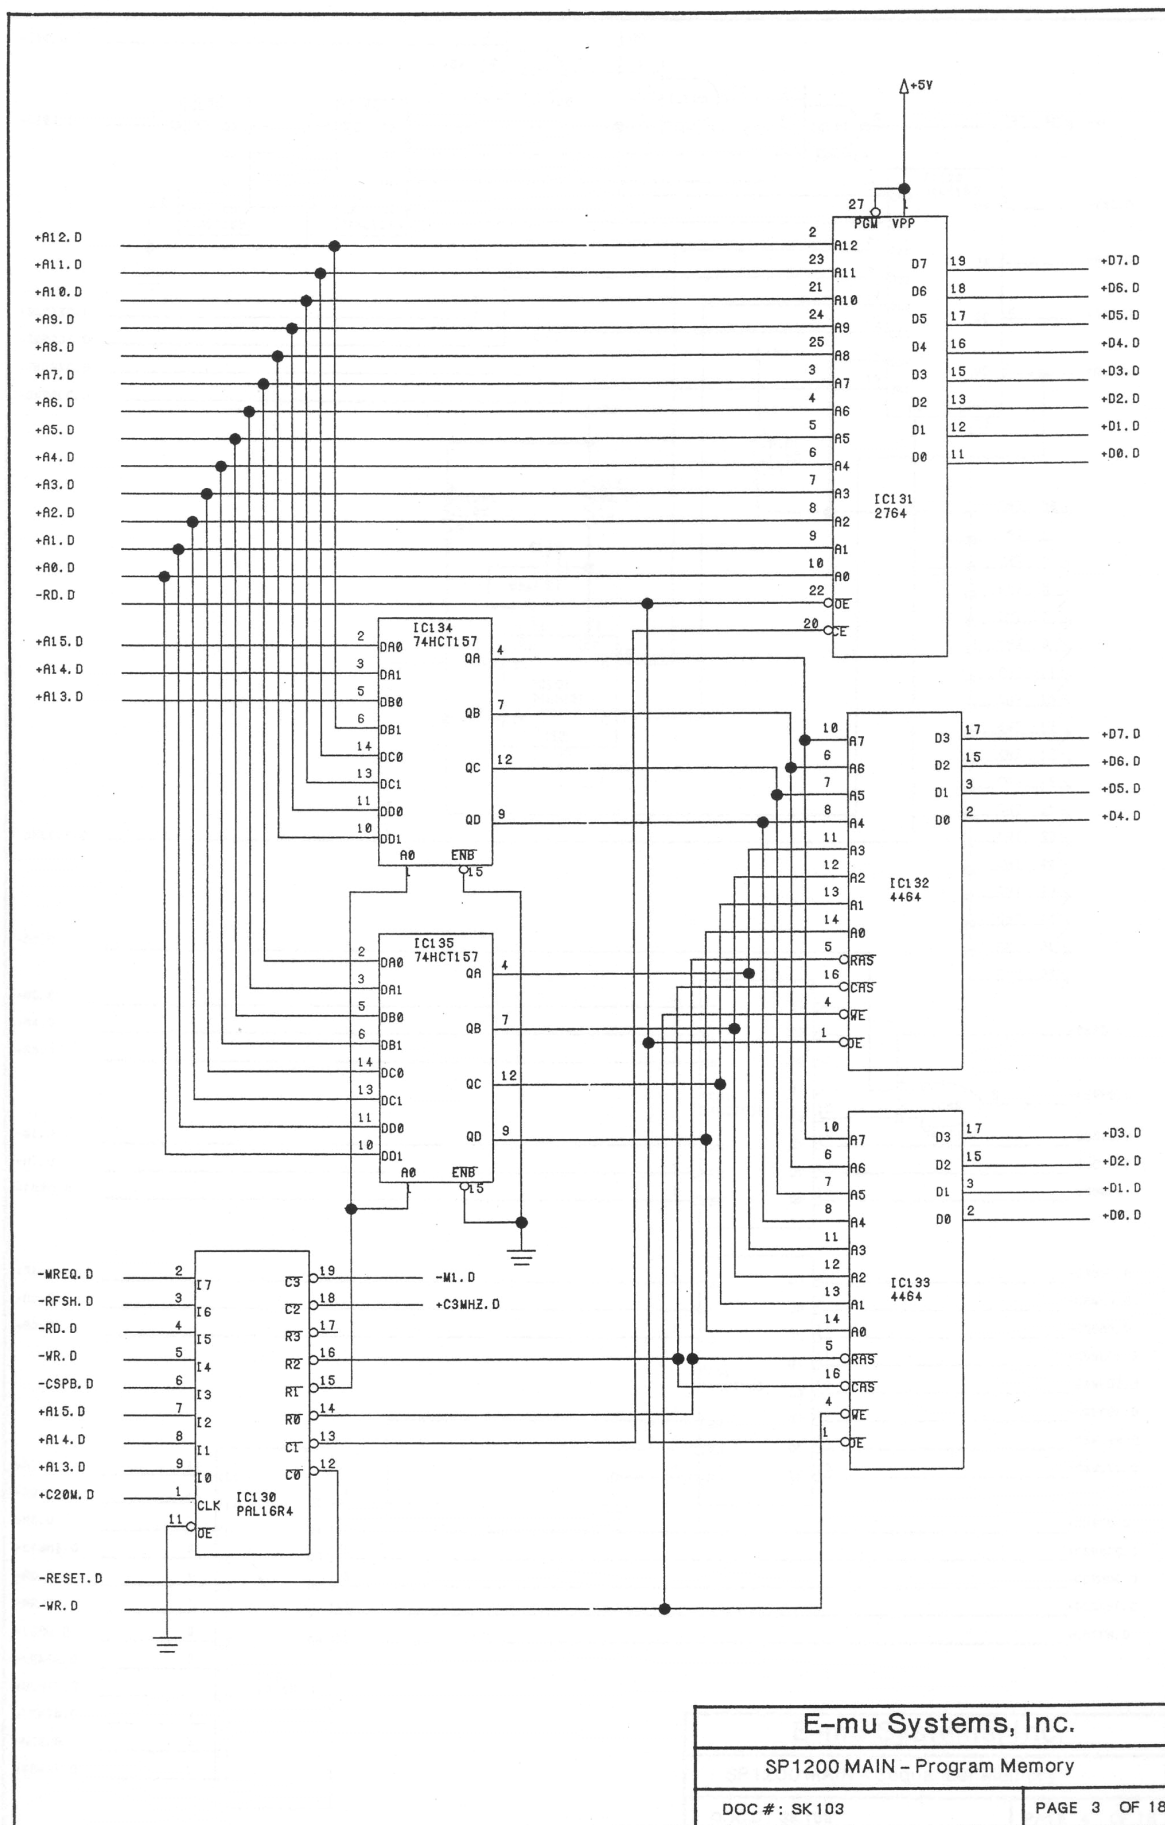 +5V
27
1
PGM VPP
+A12.D
2
A12
+A11.D
23
A11
D7
19
+D7.D
+A10.D
21
A10
D6
18
+D6.D
+A9.D
24
A9
D5
17
+D5.D
+A8.D
25
A8
D4
16
+D4.D
+A7.D
3
A7
D3
15
+D3.D
+A6.D
4
A6
D2
13
+D2.D
+A5.D
5
A5
D1
12
+D1.D
+A4.D
6
A4
D0
11
+D0.D
+A3.D
7
A3
IC131
2764
+A2.D
8
A2
+A1.D
9
A1
+A0.D
10
A0
-RD.D
22
OE
20
CE
IC134
74HCT157
+A15.D
2
DA0
QA
4
+A14.D
3
DA1
+A13.D
5
DB0
QB
7
6
DB1
14
DC0
QC
12
13
DC1
11
DD0
QD
9
10
DD1
A0
ENB
1
15
10
A7
D3
17
+D7.D
6
A6
D2
15
+D6.D
7
A5
D1
3
+D5.D
8
A4
D0
2
+D4.D
11
A3
12
A2
IC132
4464
13
A1
14
A0
5
RAS
16
CAS
4
WE
1
OE
IC135
74HCT157
2
DA0
QA
4
3
DA1
5
DB0
QB
7
6
DB1
14
DC0
QC
12
13
DC1
11
DD0
QD
9
10
DD1
A0
ENB
1
15
10
A7
D3
17
+D3.D
6
A6
D2
15
+D2.D
7
A5
D1
3
+D1.D
8
A4
D0
2
+D0.D
11
A3
12
A2
IC133
4464
13
A1
14
A0
5
RAS
16
CAS
4
WE
1
OE
-MREQ.D
2
I7
C3
19
-M1.D
-RFSH.D
3
I6
C2
18
+C3MHZ.D
-RD.D
4
I5
R3
17
-WR.D
5
I4
R2
16
-CSPB.D
6
I3
R1
15
+A15.D
7
I2
R0
14
+A14.D
8
I1
C1
13
+A13.D
9
I0
C0
12
+C20M.D
1
CLK
IC130
PAL16R4
11
OE
-RESET.D
-WR.D
E-mu Systems, Inc.
SP1200 MAIN – Program Memory
DOC #: SK103
PAGE 3 OF 18